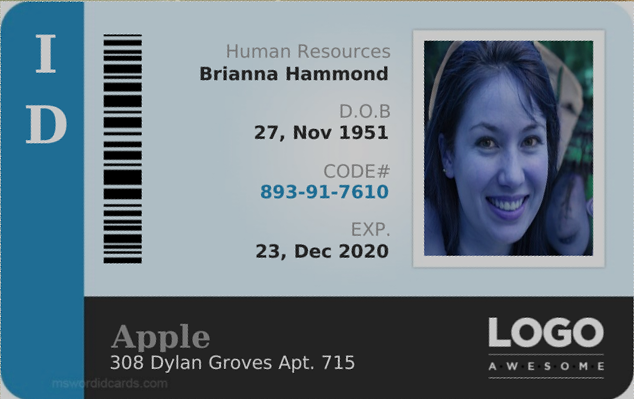 I
D
Human Resources
Brianna Hammond
D.O.B
27, Nov 1951
CODE#
893-91-7610
EXP.
23, Dec 2020
Apple
308 Dylan Groves Apt. 715
LOGO
A·W·E·S·O·M·E
mswordidcards.com